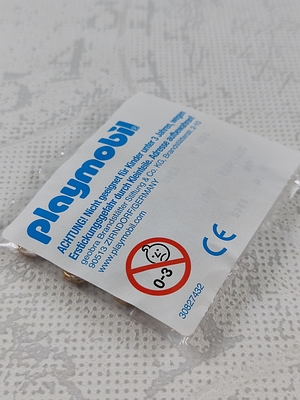 playmobil
ACHTUNG! Nicht geeignet für Kinder unter 3 Jahren, wegen
Erstickungsgefahr durch Kleinteile. Adresse aufbewahren!
geobra Brandstätter Stiftung & Co. KG, Brandstätterstr. 2-10
90513 ZIRNDORF/GERMANY
www.playmobil.com
0-3
CE
30827432